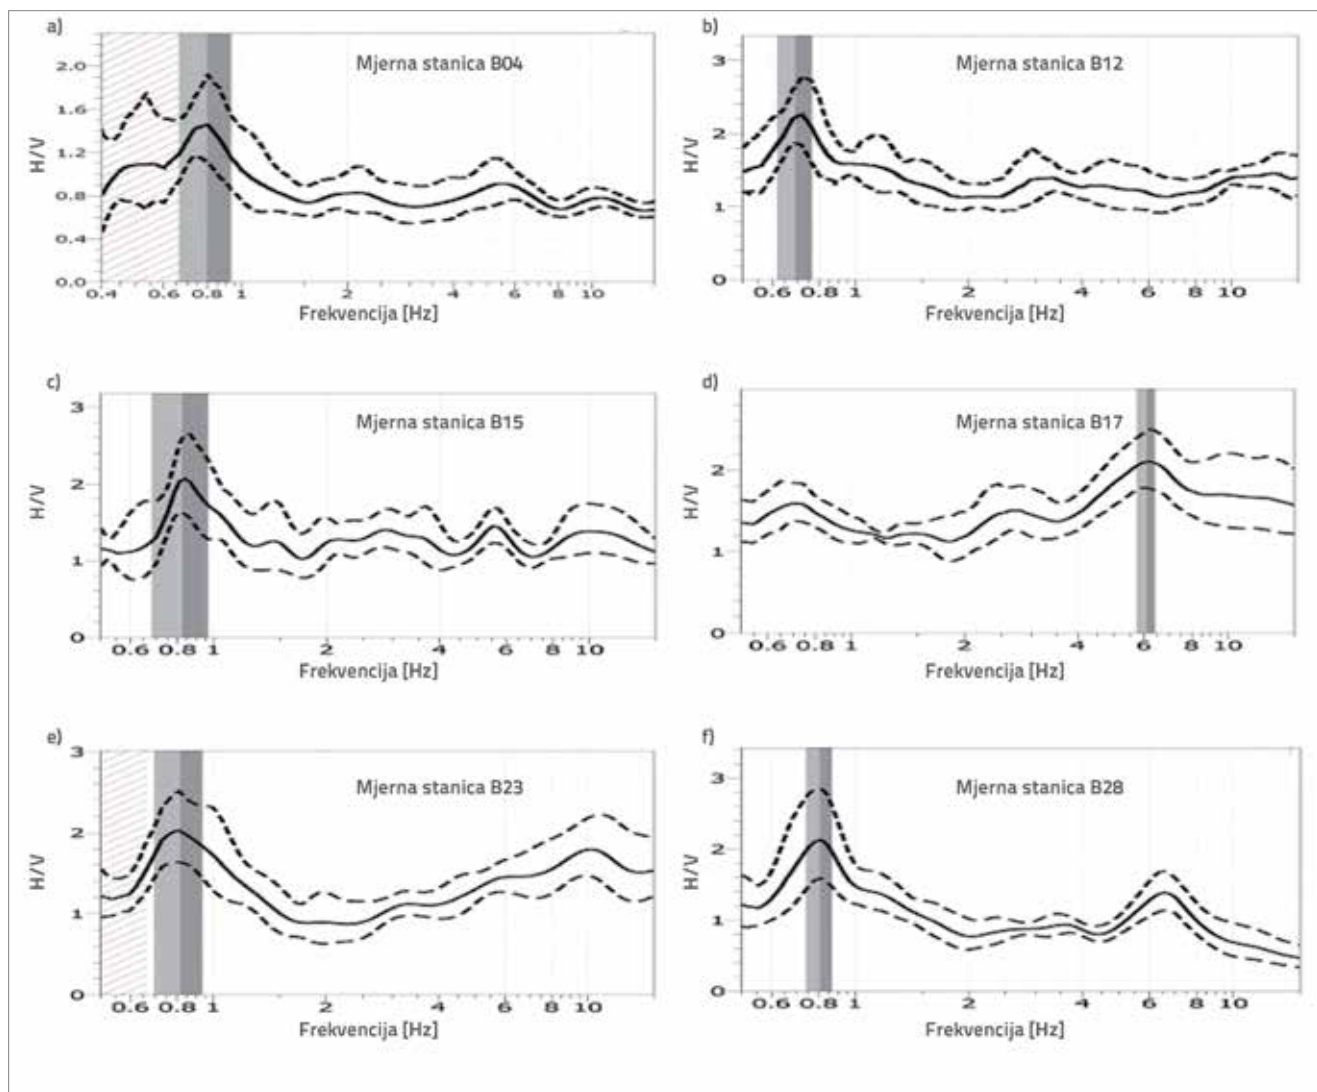 a)
Mjerna stanica B04
H/V
2.0
1.6
1.2
0.8
0.4
0.0
0.4 0.6 0.8 1 2 4 6 8 10
Frekvencija [Hz]
b)
Mjerna stanica B12
H/V
3
2
1
0
0.6 0.8 1 2 4 6 8 10
Frekvencija [Hz]
c)
Mjerna stanica B15
H/V
3
2
1
0
0.6 0.8 1 2 4 6 8 10
Frekvencija [Hz]
d)
Mjerna stanica B17
H/V
2
1
0
0.6 0.8 1 2 4 6 8 10
Frekvencija [Hz]
e)
Mjerna stanica B23
H/V
3
2
1
0
0.6 0.8 1 2 4 6 8 10
Frekvencija [Hz]
f)
Mjerna stanica B28
H/V
3
2
1
0
0.6 0.8 1 2 4 6 8 10
Frekvencija [Hz]